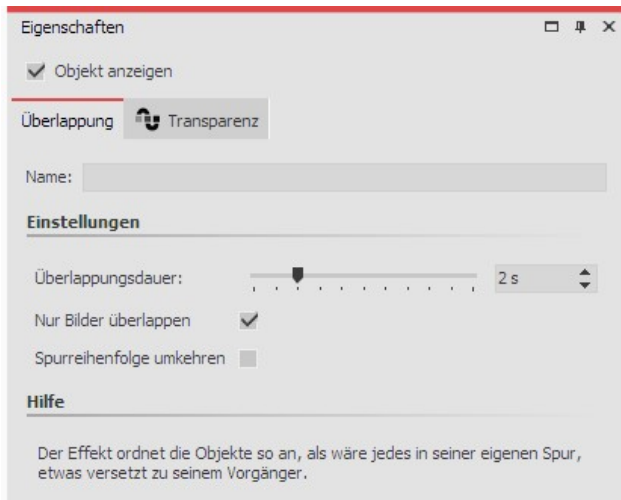 Eigenschaften
Objekt anzeigen
Überlappung Transparenz
Name:
Einstellungen
Überlappungsdauer: 2 s
Nur Bilder überlappen
Spurreihenfolge umkehren
Hilfe
Der Effekt ordnet die Objekte so an, als wäre jedes in seiner eigenen Spur,
etwas versetzt zu seinem Vorgänger.